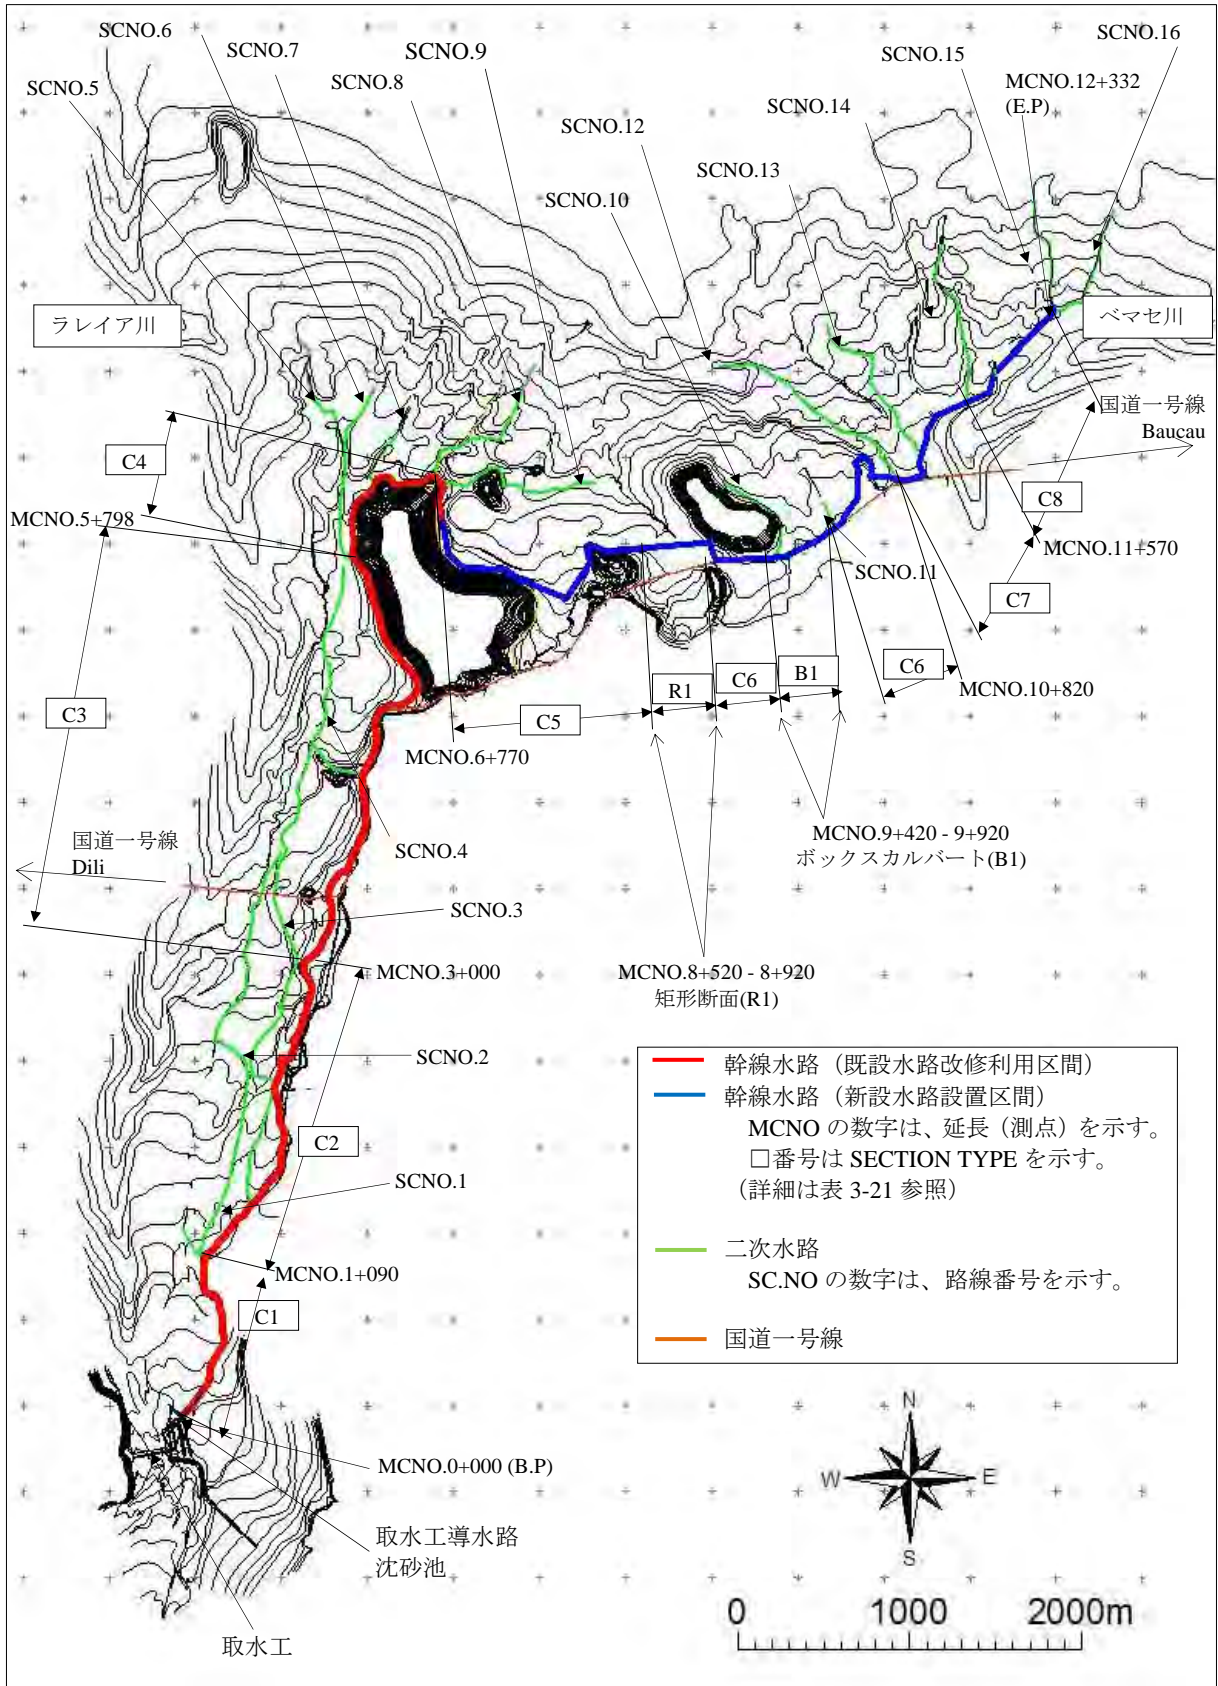 SCNO.6
SCNO.7
SCNO.8
SCNO.9
SCNO.15
SCNO.16
SCNO.5
MCNO.12+332
(E.P)
SCNO.14
SCNO.12
SCNO.13
SCNO.10
ラレイア川
ベマセ川
国道一号線
Baucau
C4
C8
MCNO.5+798
MCNO.11+570
SCNO.11
C7
C3
R1
C6
B1
C6
MCNO.10+820
C5
MCNO.6+770
国道一号線
Dili
SCNO.4
MCNO.9+420 - 9+920
ボックスカルバート(B1)
SCNO.3
MCNO.3+000
MCNO.8+520 - 8+920
矩形断面(R1)
SCNO.2
幹線水路（既設水路改修利用区間）
幹線水路（新設水路設置区間）
MCNO の数字は、延長（測点）を示す。
□番号は SECTION TYPE を示す。
（詳細は表 3-21 参照）
二次水路
SC.NO の数字は、路線番号を示す。
国道一号線
C2
SCNO.1
MCNO.1+090
C1
MCNO.0+000 (B.P)
取水工導水路
沈砂池
取水工
N
W
E
S
0 1000 2000m